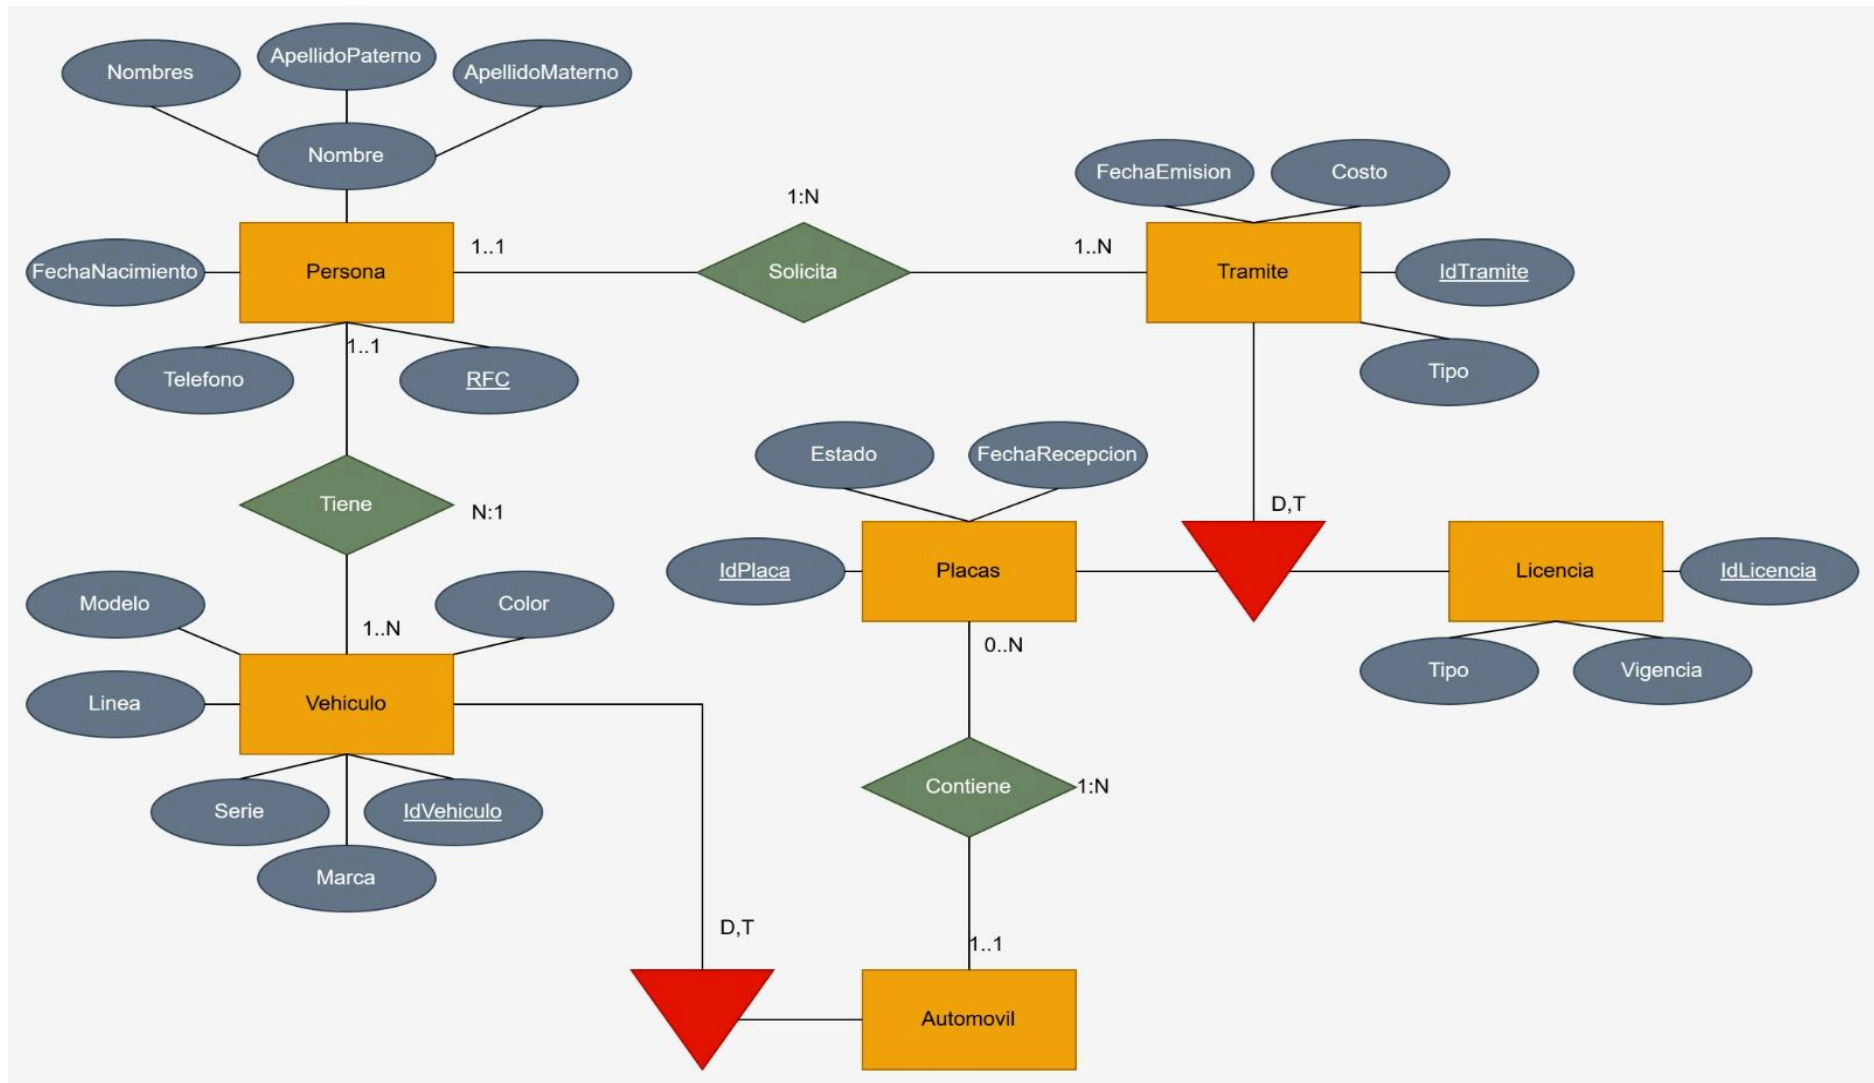 ApellidoPaterno
Nombres
ApellidoMaterno
Nombre
FechaEmision
Costo
1:N
1..1
1..N
FechaNacimiento
Persona
Solicita
Tramite
IdTramite
1..1
Telefono
RFC
Tipo
Estado
FechaRecepcion
Tiene
N:1
D,T
IdPlaca
Placas
Licencia
IdLicencia
Modelo
Color
1..N
0..N
Tipo
Vigencia
Linea
Vehiculo
Contiene
1:N
Serie
IdVehiculo
Marca
D,T
1..1
Automovil